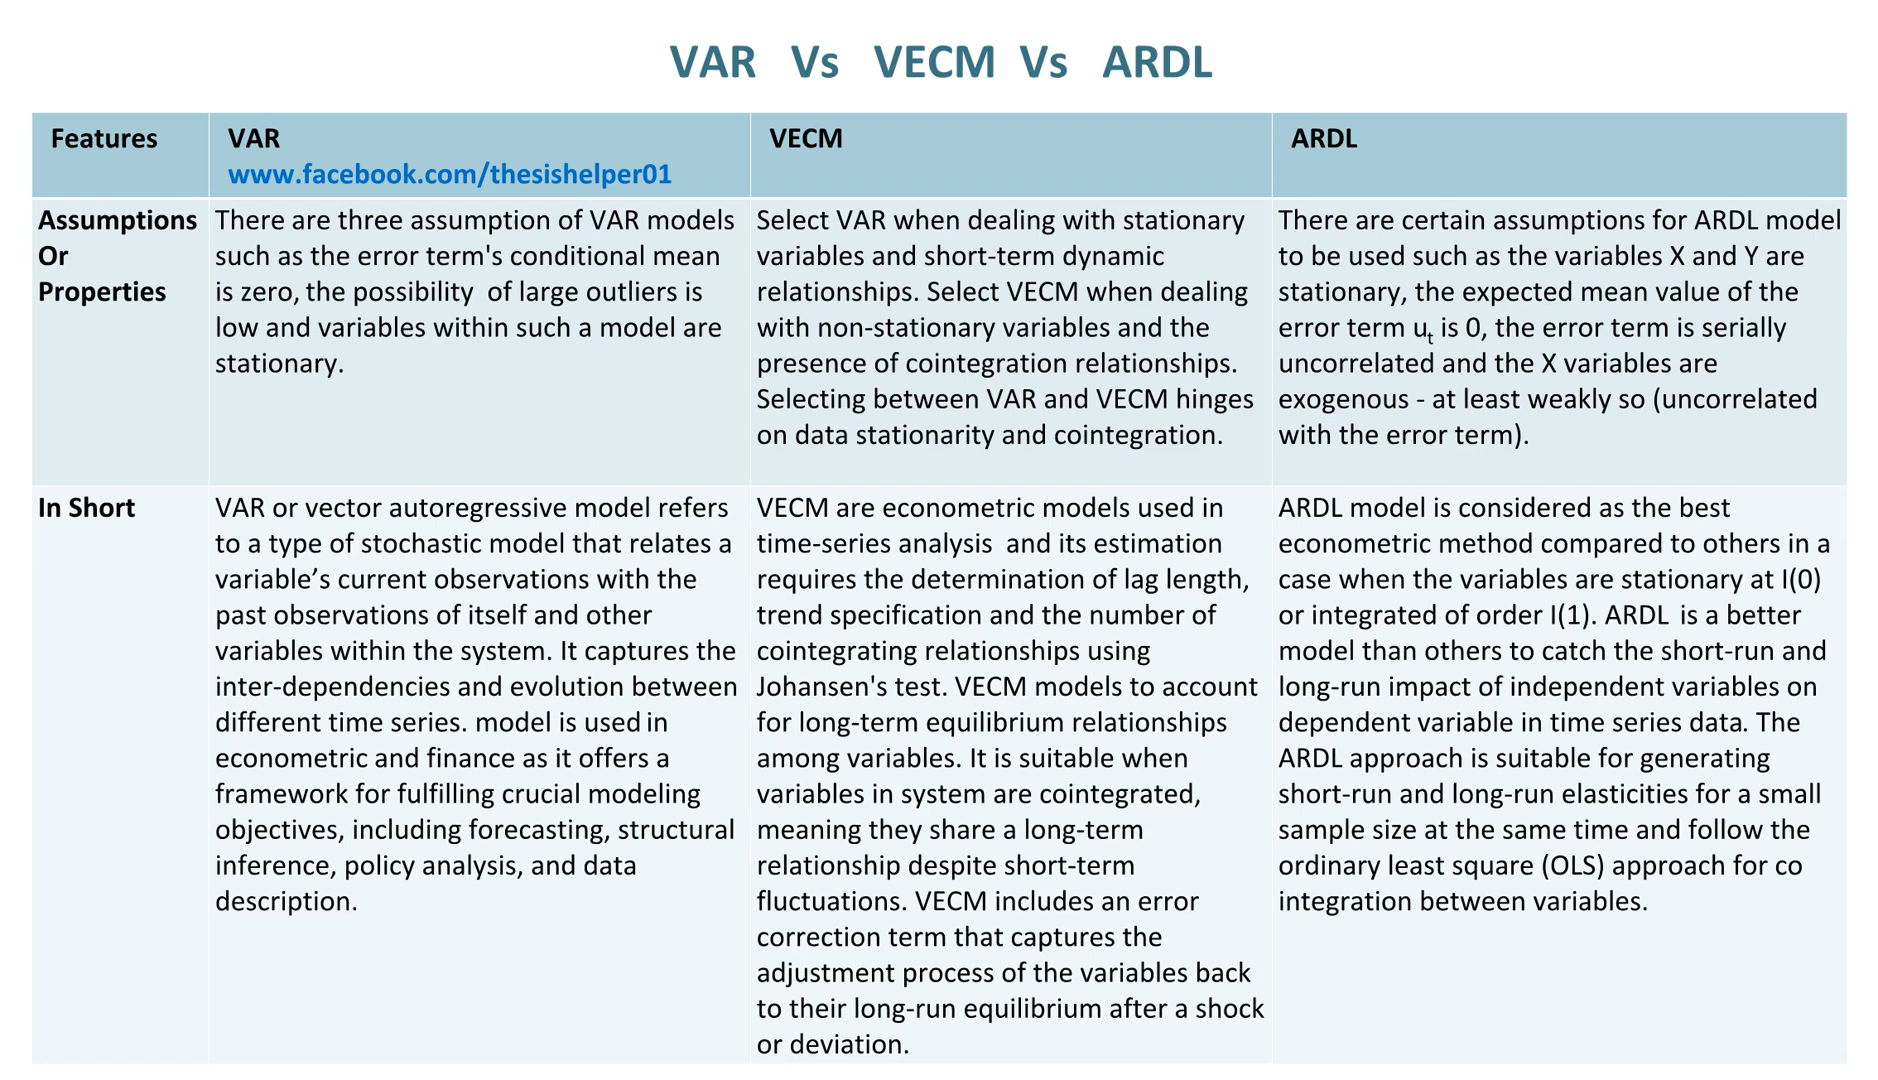 VAR Vs VECM Vs ARDL
Features
VAR
www.facebook.com/thesishelper01
VECM
ARDL
Assumptions
Or
Properties
There are three assumption of VAR models
such as the error term's conditional mean
is zero, the possibility of large outliers is
low and variables within such a model are
stationary.
Select VAR when dealing with stationary
variables and short-term dynamic
relationships. Select VECM when dealing
with non-stationary variables and the
presence of cointegration relationships.
Selecting between VAR and VECM hinges
on data stationarity and cointegration.
There are certain assumptions for ARDL model
to be used such as the variables X and Y are
stationary, the expected mean value of the
error term uₜ is 0, the error term is serially
uncorrelated and the X variables are
exogenous - at least weakly so (uncorrelated
with the error term).
In Short
VAR or vector autoregressive model refers
to a type of stochastic model that relates a
variable’s current observations with the
past observations of itself and other
variables within the system. It captures the
inter-dependencies and evolution between
different time series. model is used in
econometric and finance as it offers a
framework for fulfilling crucial modeling
objectives, including forecasting, structural
inference, policy analysis, and data
description.
VECM are econometric models used in
time-series analysis and its estimation
requires the determination of lag length,
trend specification and the number of
cointegrating relationships using
Johansen's test. VECM models to account
for long-term equilibrium relationships
among variables. It is suitable when
variables in system are cointegrated,
meaning they share a long-term
relationship despite short-term
fluctuations. VECM includes an error
correction term that captures the
adjustment process of the variables back
to their long-run equilibrium after a shock
or deviation.
ARDL model is considered as the best
econometric method compared to others in a
case when the variables are stationary at I(0)
or integrated of order I(1). ARDL is a better
model than others to catch the short-run and
long-run impact of independent variables on
dependent variable in time series data. The
ARDL approach is suitable for generating
short-run and long-run elasticities for a small
sample size at the same time and follow the
ordinary least square (OLS) approach for co
integration between variables.